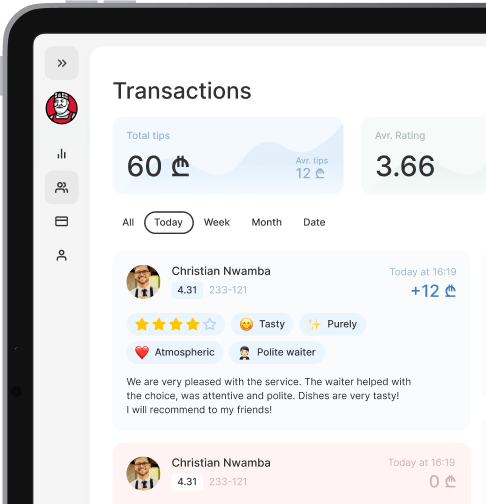 Transactions
Total tips
60 ₾
Avr. tips
12 ₾
Avr. Rating
3.66
All Today Week Month Date
Christian Nwamba
4.31 233-121
Today at 16:19
+12 ₾
Tasty Purely
Atmospheric Polite waiter
We are very pleased with the service. The waiter helped with
the choice, was attentive and polite. Dishes are very tasty!
I will recommend to my friends!
Christian Nwamba
4.31 233-121
Today at 16:19
0 ₾